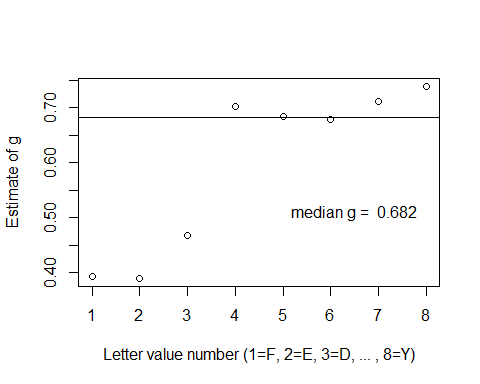 Estimate of g
0.70
0.60
0.50
0.40
median g = 0.682
1 2 3 4 5 6 7 8
Letter value number (1=F, 2=E, 3=D, ... , 8=Y)